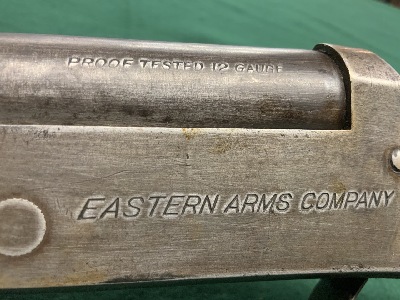 PROOF TESTED 12 GAUGE
EASTERN ARMS COMPANY